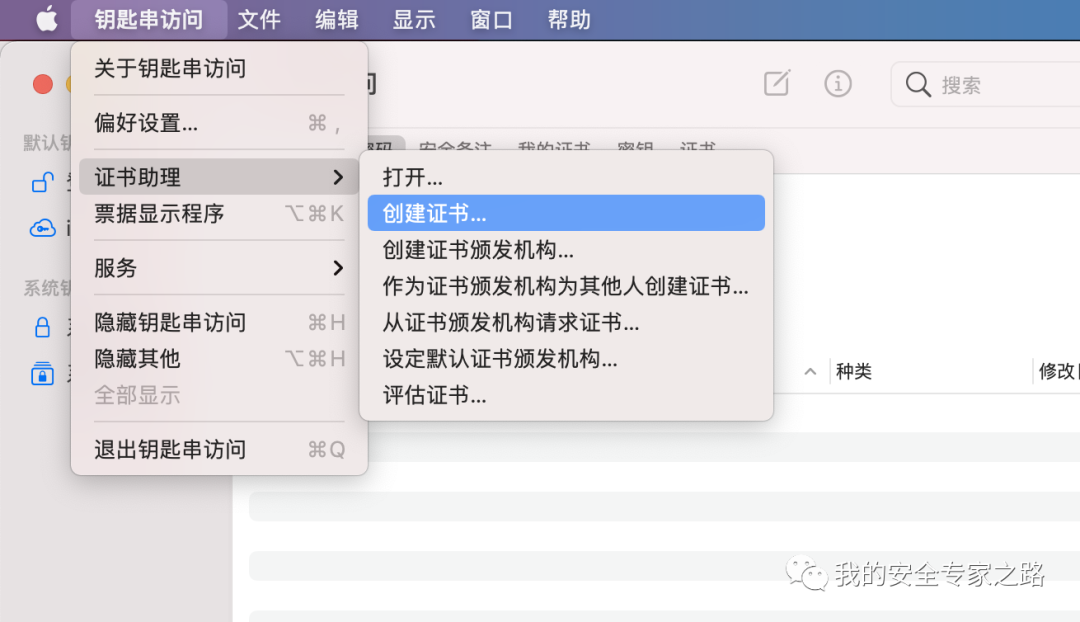 钥匙串访问 文件 编辑 显示 窗口 帮助
关于钥匙串访问
搜索
偏好设置... ⌘ ,
默认钥
密码 安全备注 我的证书 密钥 证书
证书助理
打开...
票据显示程序 ⌥⌘K
创建证书...
创建证书颁发机构...
服务
作为证书颁发机构为其他人创建证书...
系统钥
隐藏钥匙串访问 ⌘H
从证书颁发机构请求证书...
隐藏其他 ⌥⌘H
设定默认证书颁发机构...
种类 修改
全部显示
评估证书...
退出钥匙串访问 ⌘Q
我的安全专家之路